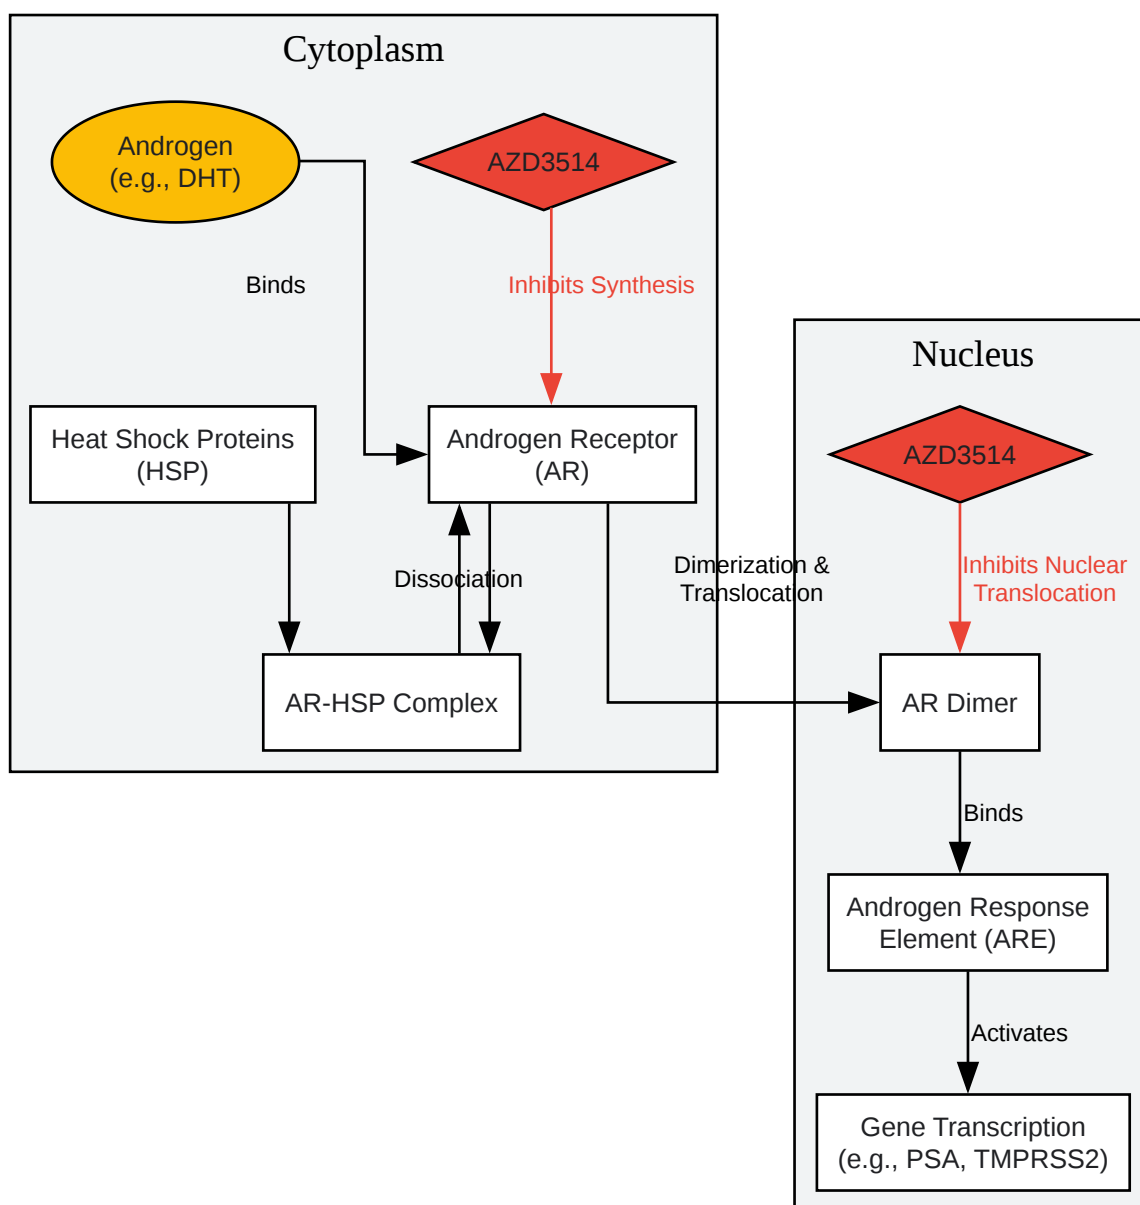 Cytoplasm
Androgen
(e.g., DHT)
AZD3514
Binds
Inhibits Synthesis
Heat Shock Proteins
(HSP)
Androgen Receptor
(AR)
Dissociation
AR-HSP Complex
Dimerization &
Translocation
Nucleus
AZD3514
Inhibits Nuclear
Translocation
AR Dimer
Binds
Androgen Response
Element (ARE)
Activates
Gene Transcription
(e.g., PSA, TMPRSS2)